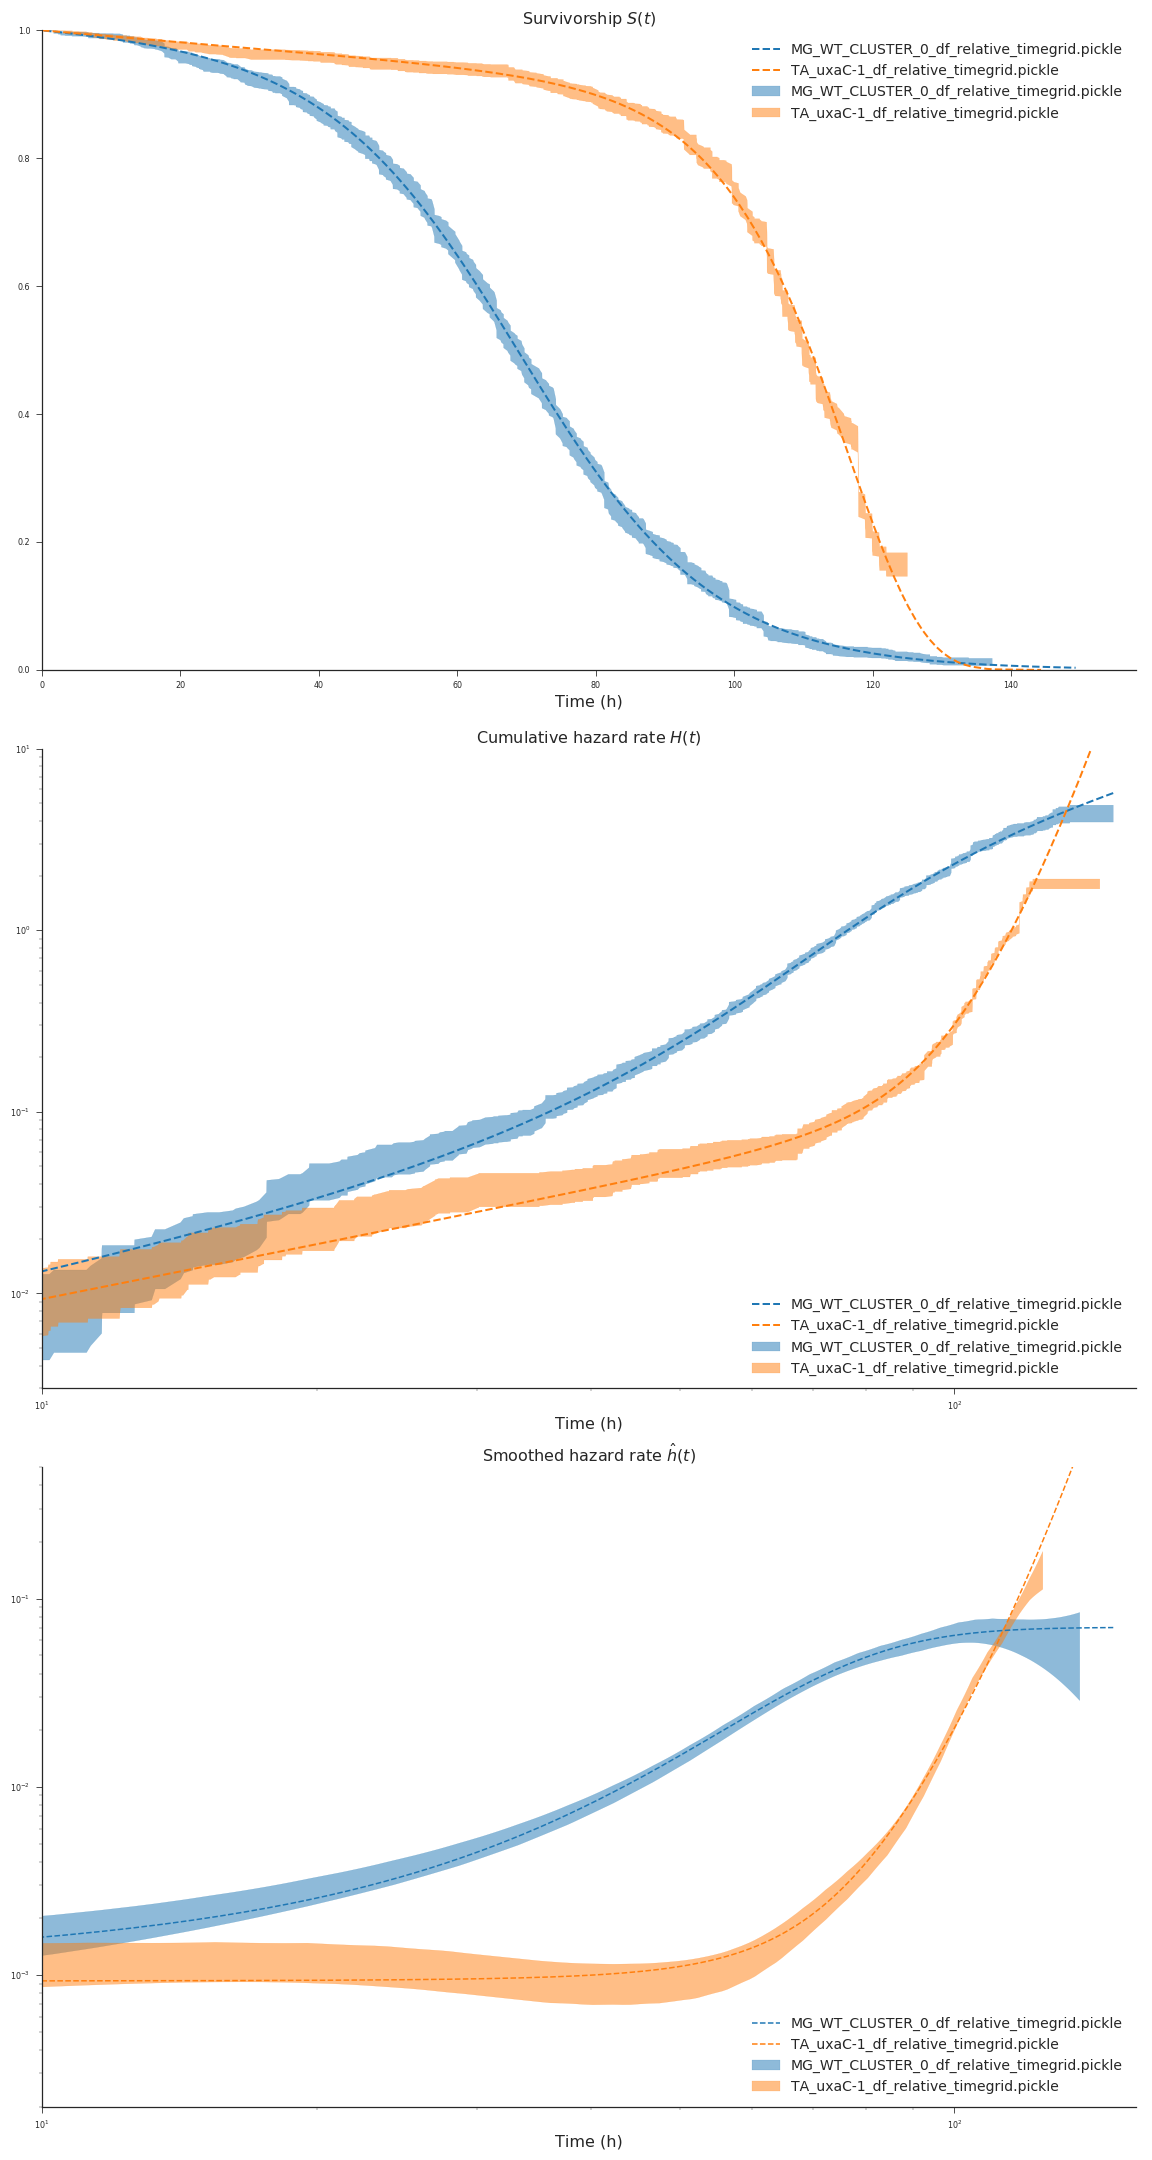 Survivorship S(t)
1.0
0.8
0.6
0.4
0.2
0.0
MG_WT_CLUSTER_0_df_relative_timegrid.pickle
TA_uxaC-1_df_relative_timegrid.pickle
MG_WT_CLUSTER_0_df_relative_timegrid.pickle
TA_uxaC-1_df_relative_timegrid.pickle
0 20 40 60 80 100 120 140
Time (h)
Cumulative hazard rate H(t)
10¹
10⁰
10⁻¹
10⁻²
MG_WT_CLUSTER_0_df_relative_timegrid.pickle
TA_uxaC-1_df_relative_timegrid.pickle
MG_WT_CLUSTER_0_df_relative_timegrid.pickle
TA_uxaC-1_df_relative_timegrid.pickle
10¹ 10²
Time (h)
Smoothed hazard rate ĥ(t)
10⁻¹
10⁻²
10⁻³
MG_WT_CLUSTER_0_df_relative_timegrid.pickle
TA_uxaC-1_df_relative_timegrid.pickle
MG_WT_CLUSTER_0_df_relative_timegrid.pickle
TA_uxaC-1_df_relative_timegrid.pickle
10¹ 10²
Time (h)